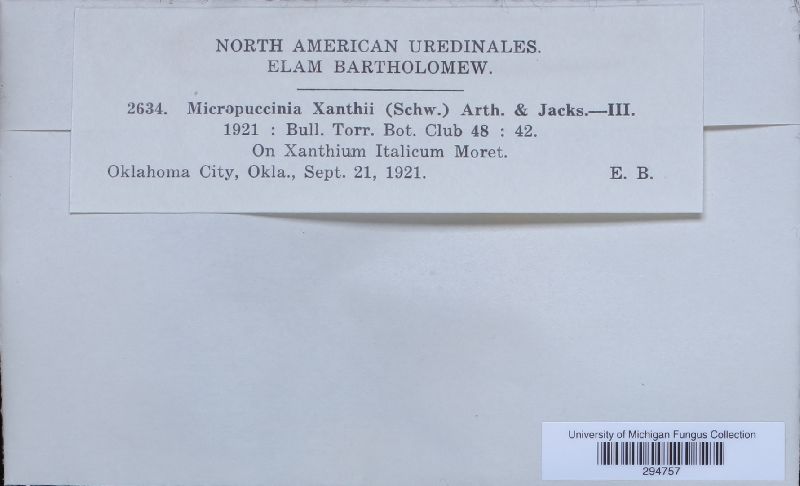 NORTH AMERICAN UREDINALES.
ELAM BARTHOLOMEW.
2634. Micropuccinia Xanthii (Schw.) Arth. & Jacks.—III.
1921 : Bull. Torr. Bot. Club 48 : 42.
On Xanthium Italicum Moret.
Oklahoma City, Okla., Sept. 21, 1921. E. B.
University of Michigan Fungus Collection
294757